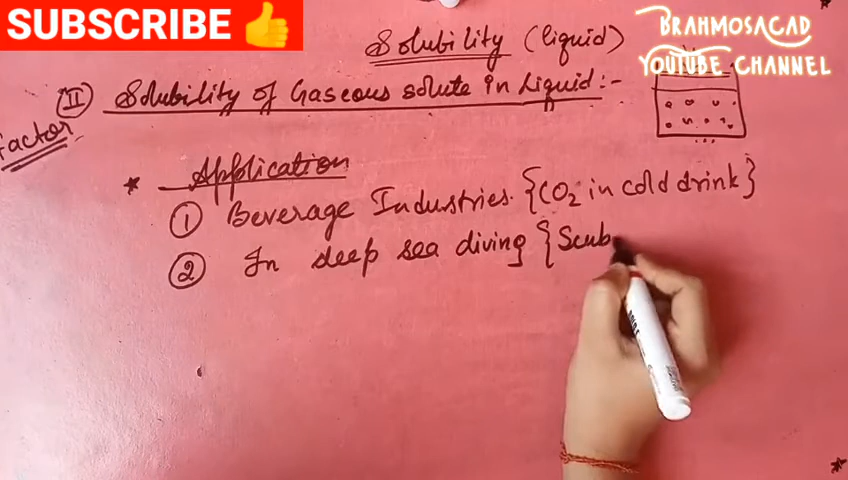 SUBSCRIBE
BRAHMOSACAD
YOUTUBE CHANNEL
Solubility (liquid)
II Solubility of Gaseous solute in Liquid:-
Factor
Application
1 Beverage Industries {CO2 in cold drink}
2 In deep sea diving {Scub